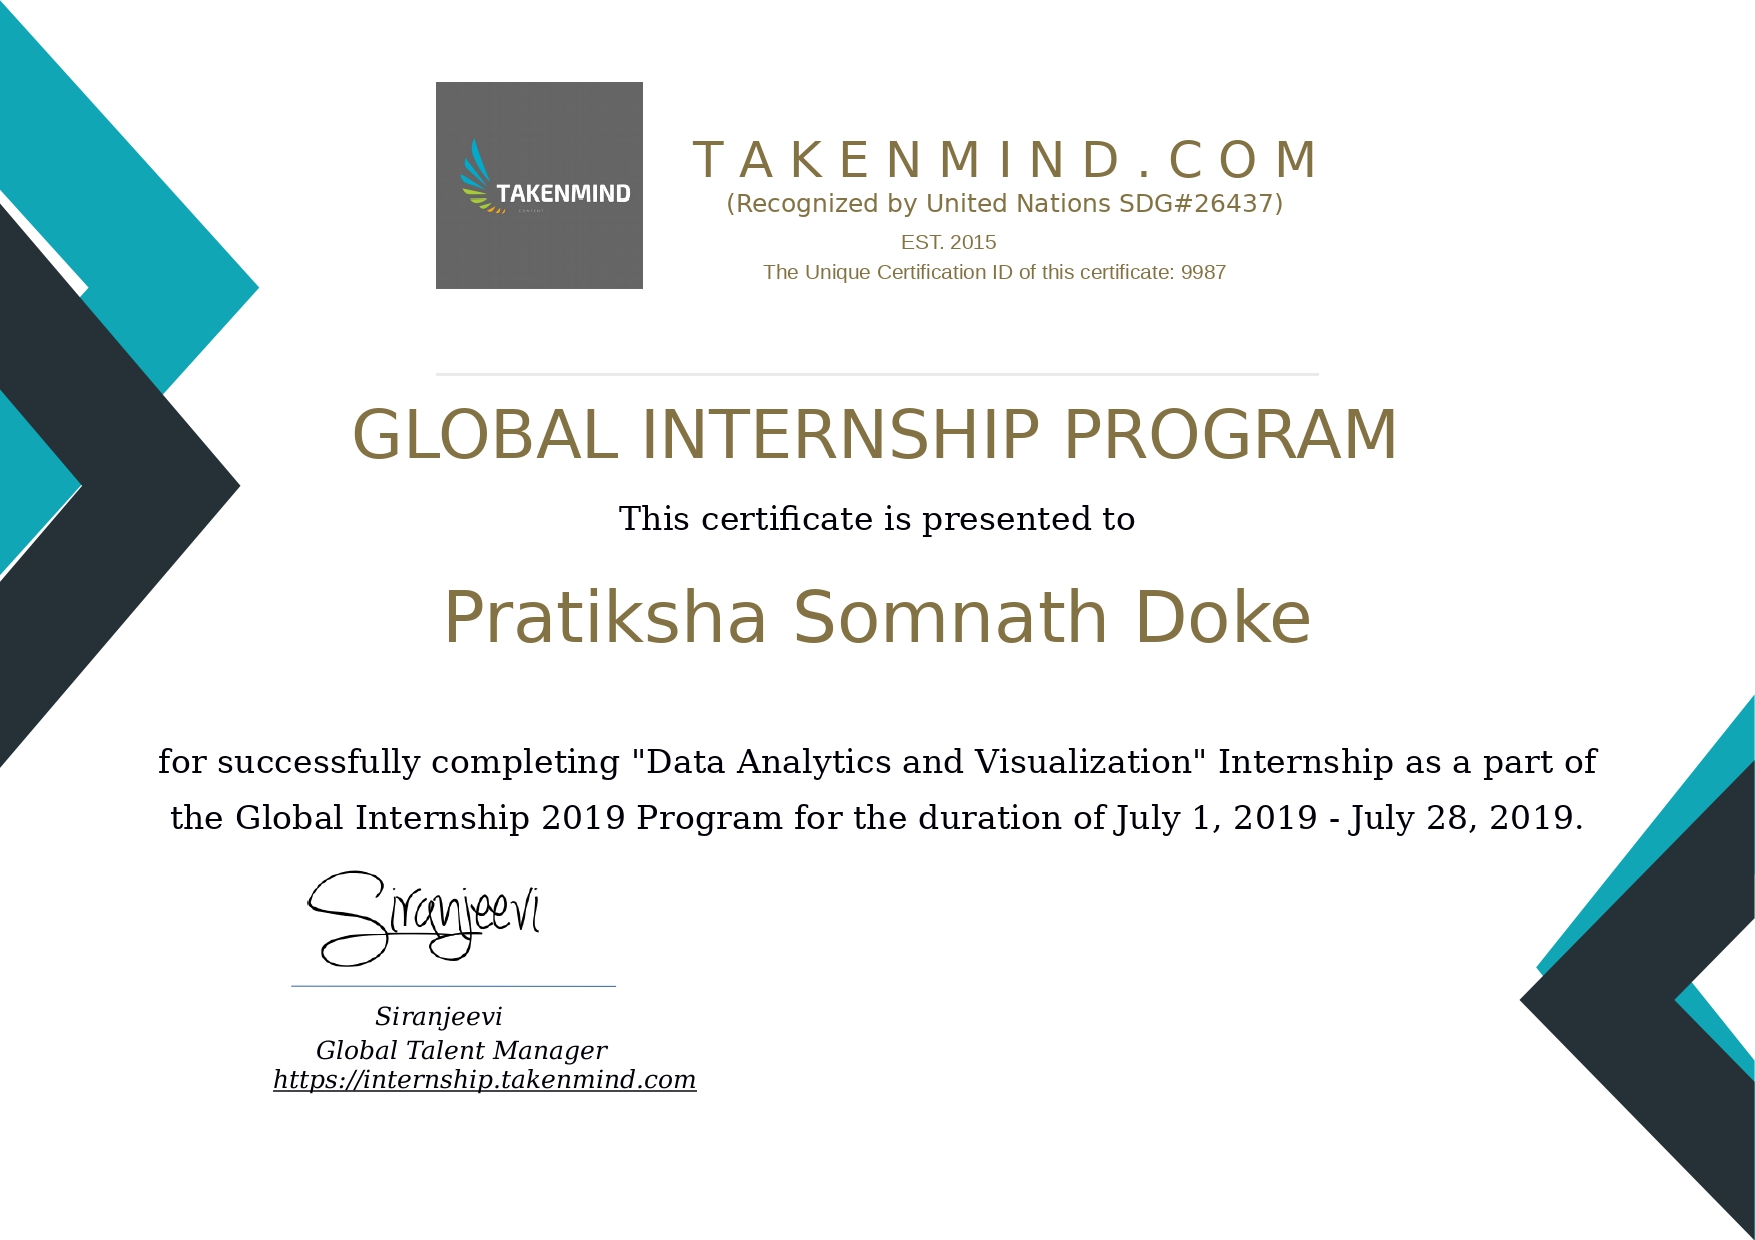 TAKENMIND
CONTENT
TAKENMIND.COM
(Recognized by United Nations SDG#26437)
EST. 2015
The Unique Certification ID of this certificate: 9987
GLOBAL INTERNSHIP PROGRAM
This certificate is presented to
Pratiksha Somnath Doke
for successfully completing "Data Analytics and Visualization" Internship as a part of
the Global Internship 2019 Program for the duration of July 1, 2019 - July 28, 2019.
Siranjeevi
Siranjeevi
Global Talent Manager
https://internship.takenmind.com